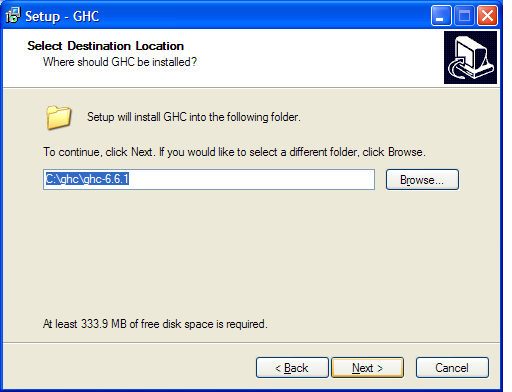 Setup - GHC
Select Destination Location
Where should GHC be installed?
Setup will install GHC into the following folder.
To continue, click Next. If you would like to select a different folder, click Browse.
C:\ghc\ghc-6.6.1
Browse...
At least 333.9 MB of free disk space is required.
< Back
Next >
Cancel